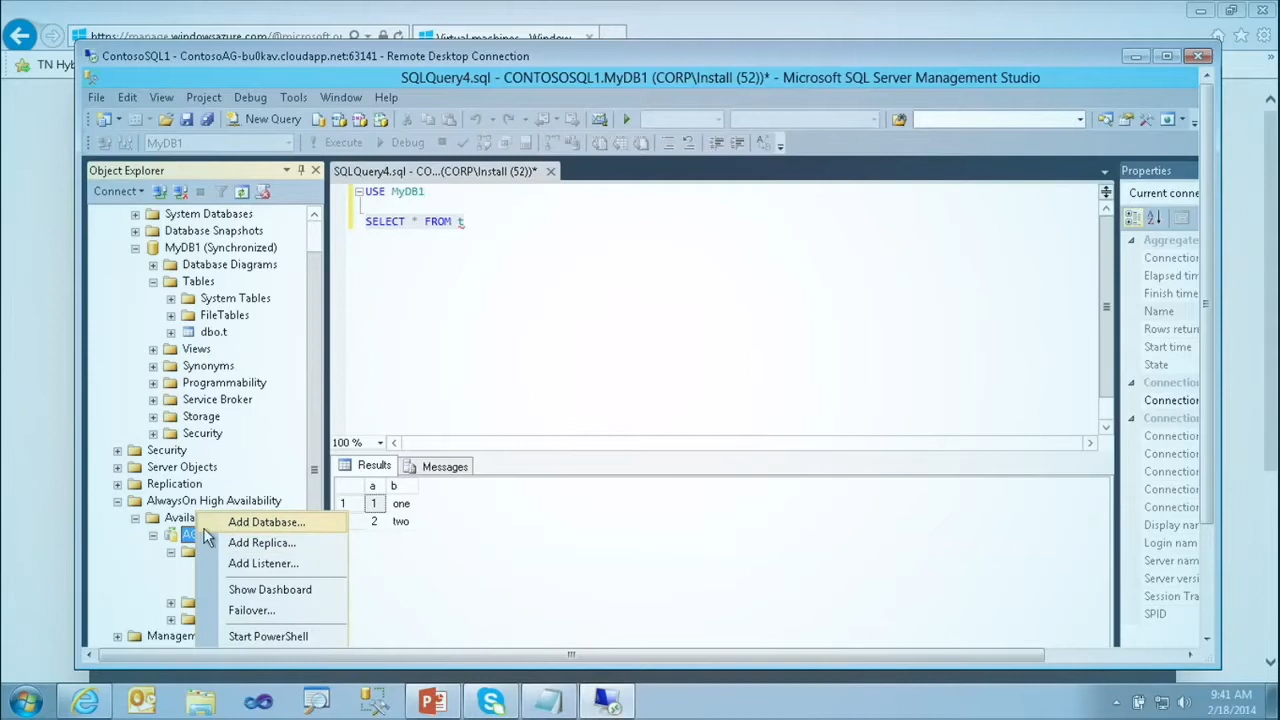 https://manage.windowsazure.com/@microsoft.or
Virtual machines - Window...
TN Hyb
ContosoSQL1 - ContosoAG-bu0kav.cloudapp.net:63141 - Remote Desktop Connection
SQLQuery4.sql - CONTOSOSQL1.MyDB1 (CORP\Install (52))* - Microsoft SQL Server Management Studio
File Edit View Project Debug Tools Window Help
New Query
MyDB1 Execute Debug
Object Explorer
Connect
System Databases
Database Snapshots
MyDB1 (Synchronized)
Database Diagrams
Tables
System Tables
FileTables
dbo.t
Views
Synonyms
Programmability
Service Broker
Storage
Security
Security
Server Objects
Replication
AlwaysOn High Availability
Availa
AG
Managem
Add Database...
Add Replica...
Add Listener...
Show Dashboard
Failover...
Start PowerShell
SQLQuery4.sql - CO...(CORP\Install (52))*
USE MyDB1
SELECT * FROM t
100 %
Results Messages
a b
1 1 one
2 two
Properties
Current conne
Aggregate
Connection
Elapsed tim
Finish time
Name
Rows retur
Start time
State
Connection
Connection
Connection
Connection
Connection
Connection
Connection
Connection
Display nam
Login name
Server nam
Server vers
Session Tra
SPID
9:41 AM
2/18/2014